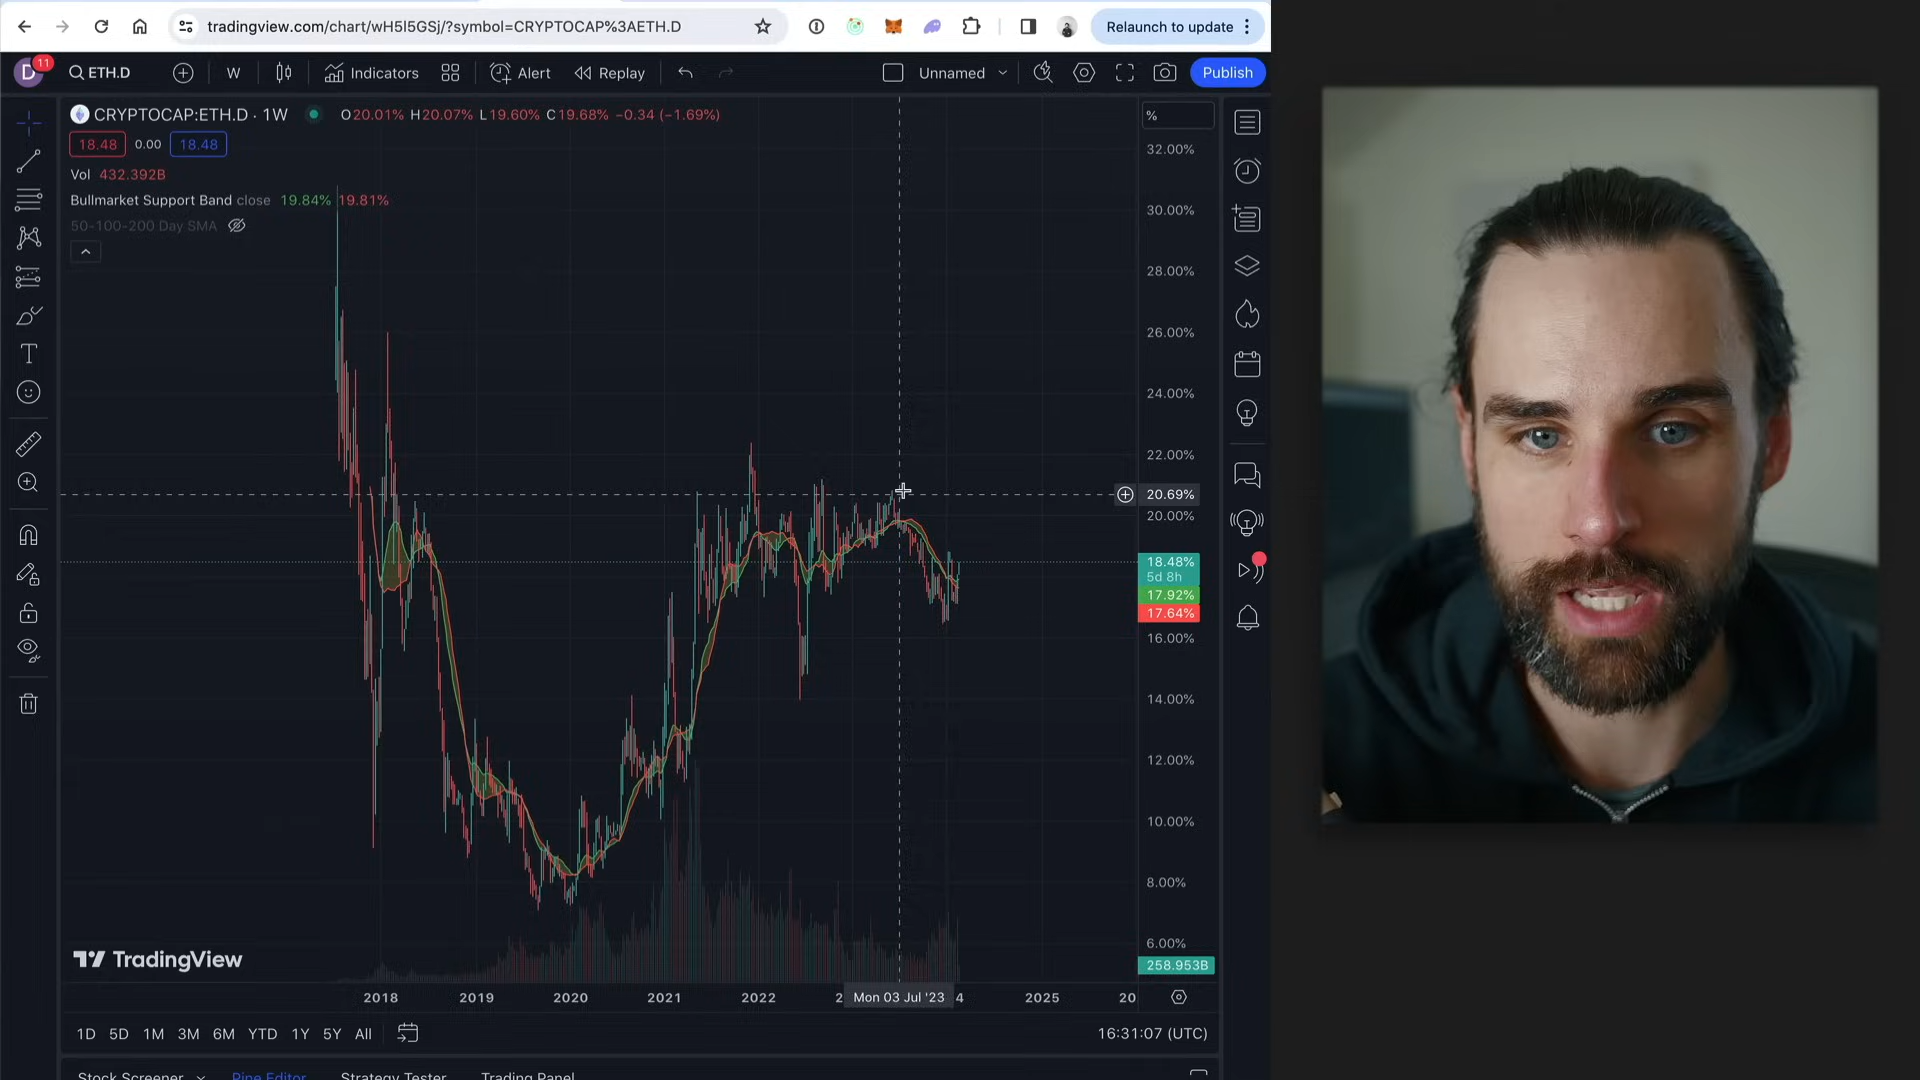 tradingview.com/chart/wH5I5GSj/?symbol=CRYPTOCAP%3AETH.D
Relaunch to update
D
11
ETH.D
W
Indicators
Alert
Replay
Unnamed
Publish
CRYPTOCAP:ETH.D · 1W
O20.01% H20.07% L19.60% C19.68% −0.34 (−1.69%)
18.48 0.00 18.48
Vol 432.392B
Bullmarket Support Band close 19.84% 19.81%
50-100-200 Day SMA
%
32.00%
30.00%
28.00%
26.00%
24.00%
22.00%
20.69%
20.00%
18.48%
5d 8h
17.92%
17.64%
16.00%
14.00%
12.00%
10.00%
8.00%
6.00%
258.953B
TradingView
2018 2019 2020 2021 2022 2 Mon 03 Jul '23 4 2025 20
1D 5D 1M 3M 6M YTD 1Y 5Y All
16:31:07 (UTC)
Stock Screener Pine Editor Strategy Tester Trading Panel